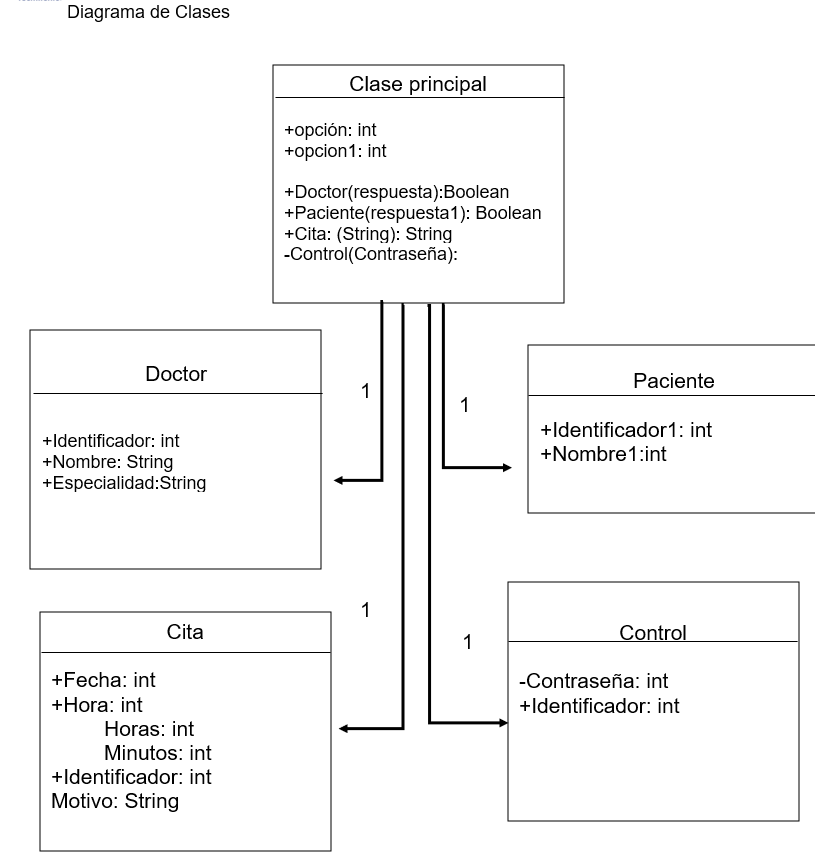 Diagrama de Clases
Clase principal
+opción: int
+opcion1: int
+Doctor(respuesta):Boolean
+Paciente(respuesta1): Boolean
+Cita: (String): String
-Control(Contraseña):
Doctor
+Identificador: int
+Nombre: String
+Especialidad:String
1
1
Paciente
+Identificador1: int
+Nombre1:int
Cita
+Fecha: int
+Hora: int
Horas: int
Minutos: int
+Identificador: int
Motivo: String
1
1
Control
-Contraseña: int
+Identificador: int